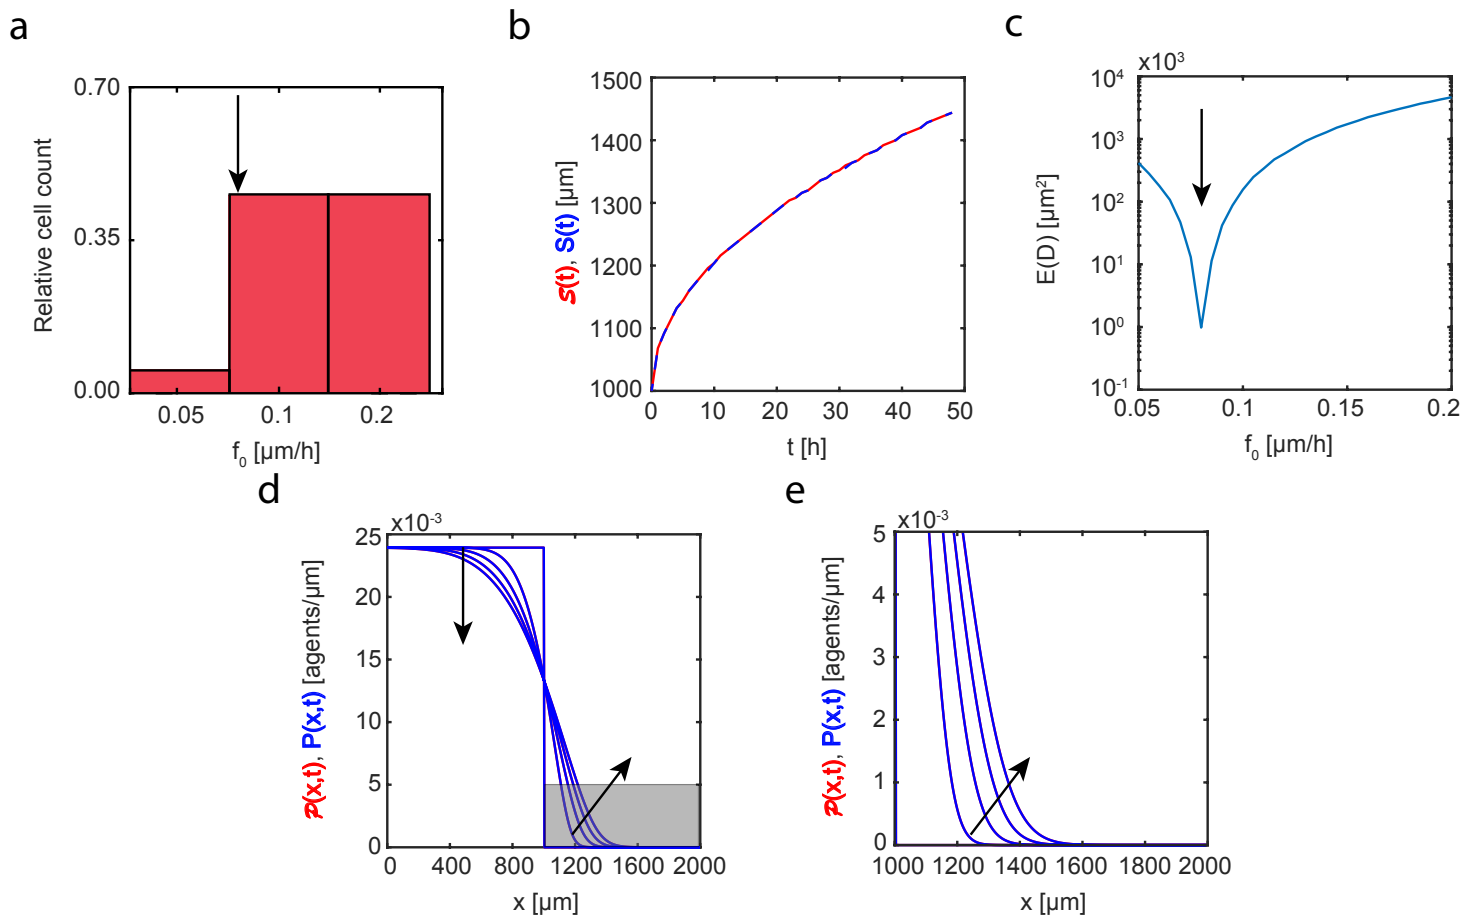 a
0.70
0.35
0.00
Relative cell count
0.05 0.1 0.2
f₀ [µm/h]
b
1500
1400
1300
1200
1100
1000
S(t), S(t) [µm]
0 10 20 30 40 50
t [h]
c
x10³
10⁴
10³
10²
10¹
10⁰
10⁻¹
E(D) [µm²]
0.05 0.1 0.15 0.2
f₀ [µm/h]
d
x10⁻³
25
20
15
10
5
0
P(x,t), P(x,t) [agents/µm]
0 400 800 1200 1600 2000
x [µm]
e
x10⁻³
5
4
3
2
1
0
P(x,t), P(x,t) [agents/µm]
1000 1200 1400 1600 1800 2000
x [µm]